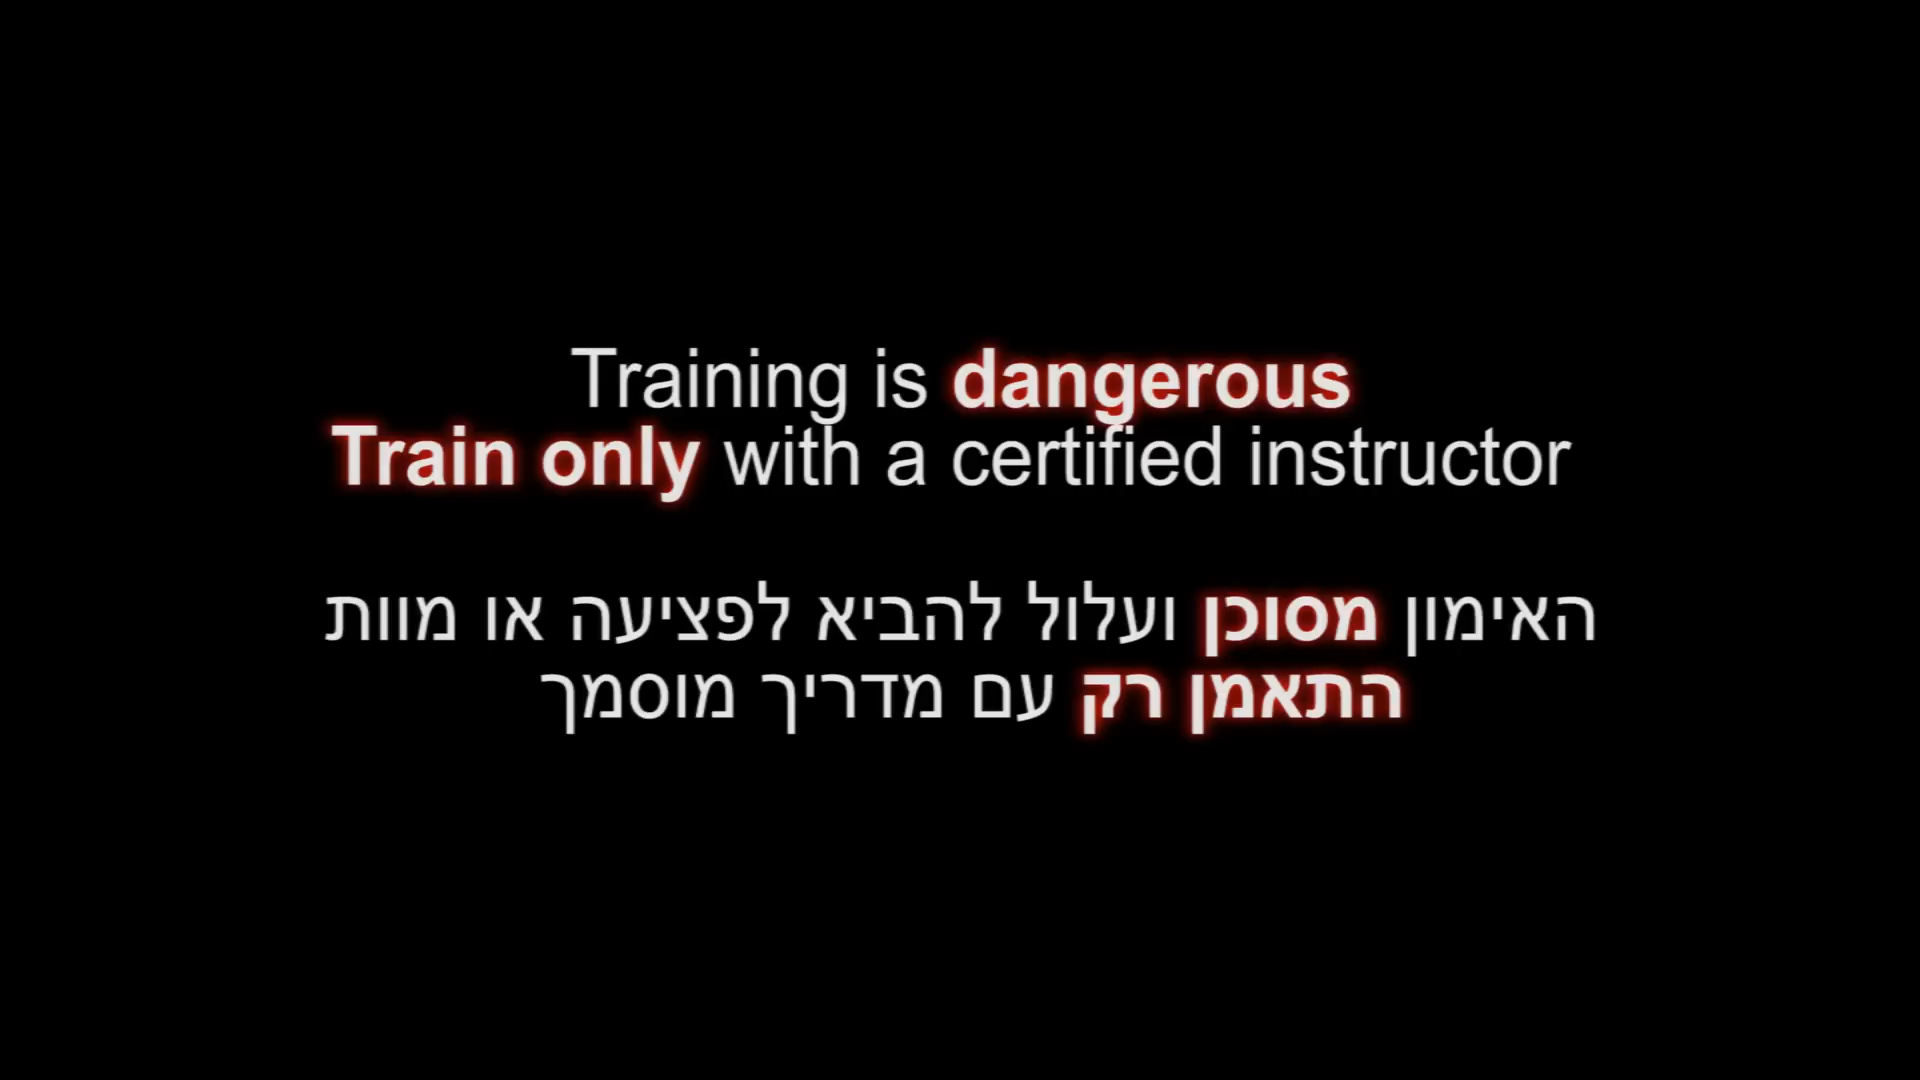 Training is dangerous
Train only with a certified instructor
האימון מסוכן ועלול להביא לפציעה או מוות
התאמן רק עם מדריך מוסמך